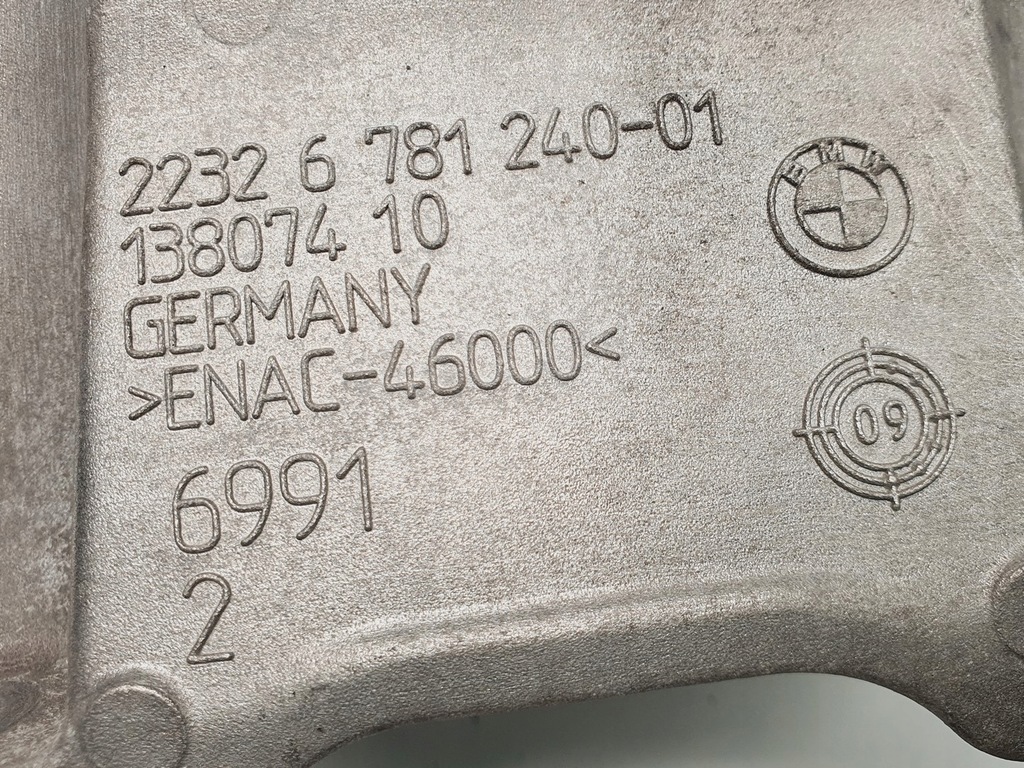 2232 6 781 240-01
138074 10
GERMANY
>ENAC-46000<
6991
2
BMW
09